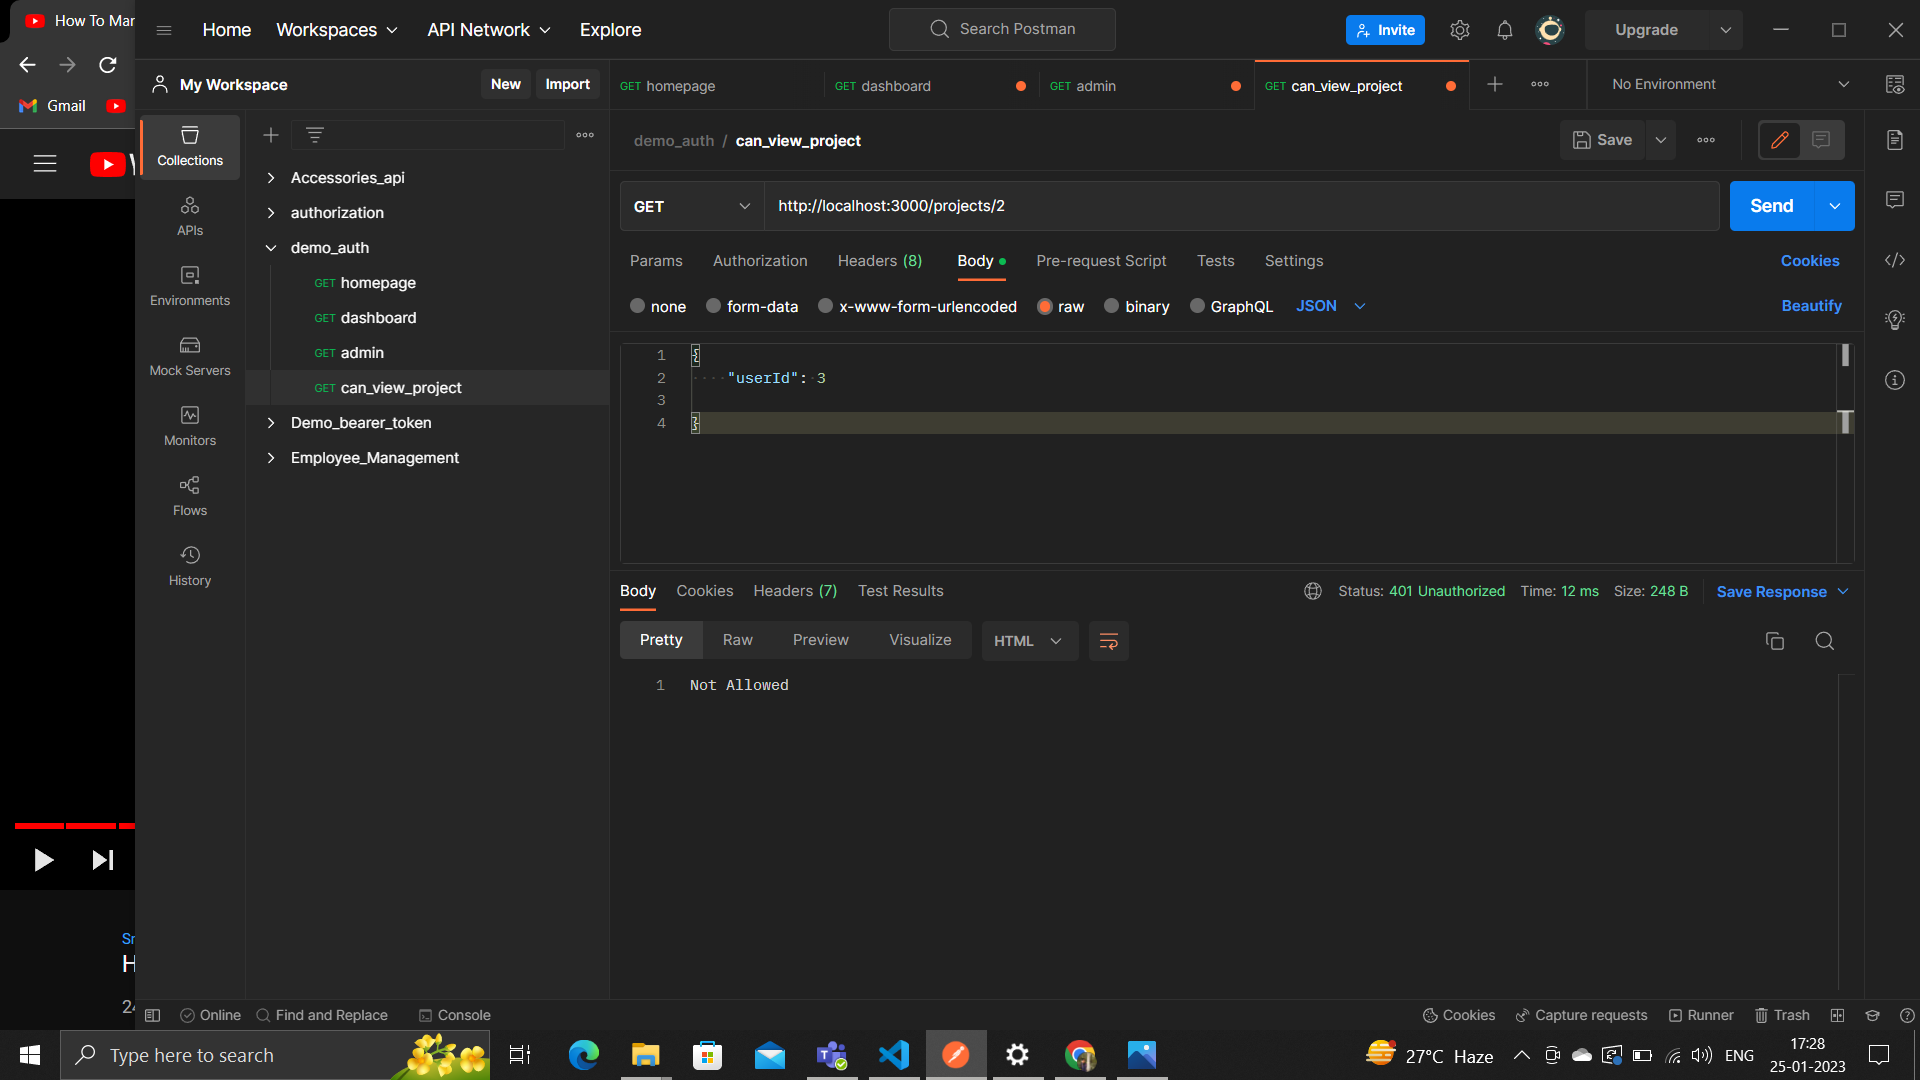 How To Mar
Home
Workspaces
API Network
Explore
Search Postman
Invite
Upgrade
Gmail
My Workspace
New
Import
GET homepage
GET dashboard
GET admin
GET can_view_project
No Environment
demo_auth / can_view_project
Save
Collections
APIs
Environments
Mock Servers
Monitors
Flows
History
Accessories_api
authorization
demo_auth
GET homepage
GET dashboard
GET admin
GET can_view_project
Demo_bearer_token
Employee_Management
GET
http://localhost:3000/projects/2
Send
Params
Authorization
Headers (8)
Body
Pre-request Script
Tests
Settings
Cookies
none
form-data
x-www-form-urlencoded
raw
binary
GraphQL
JSON
Beautify
1 {
2 "userId": 3
3
4 }
Body
Cookies
Headers (7)
Test Results
Status: 401 Unauthorized
Time: 12 ms
Size: 248 B
Save Response
Pretty
Raw
Preview
Visualize
HTML
1 Not Allowed
Sr
H
Online
Find and Replace
Console
Cookies
Capture requests
Runner
Trash
Type here to search
27°C Haze
ENG
17:28
25-01-2023